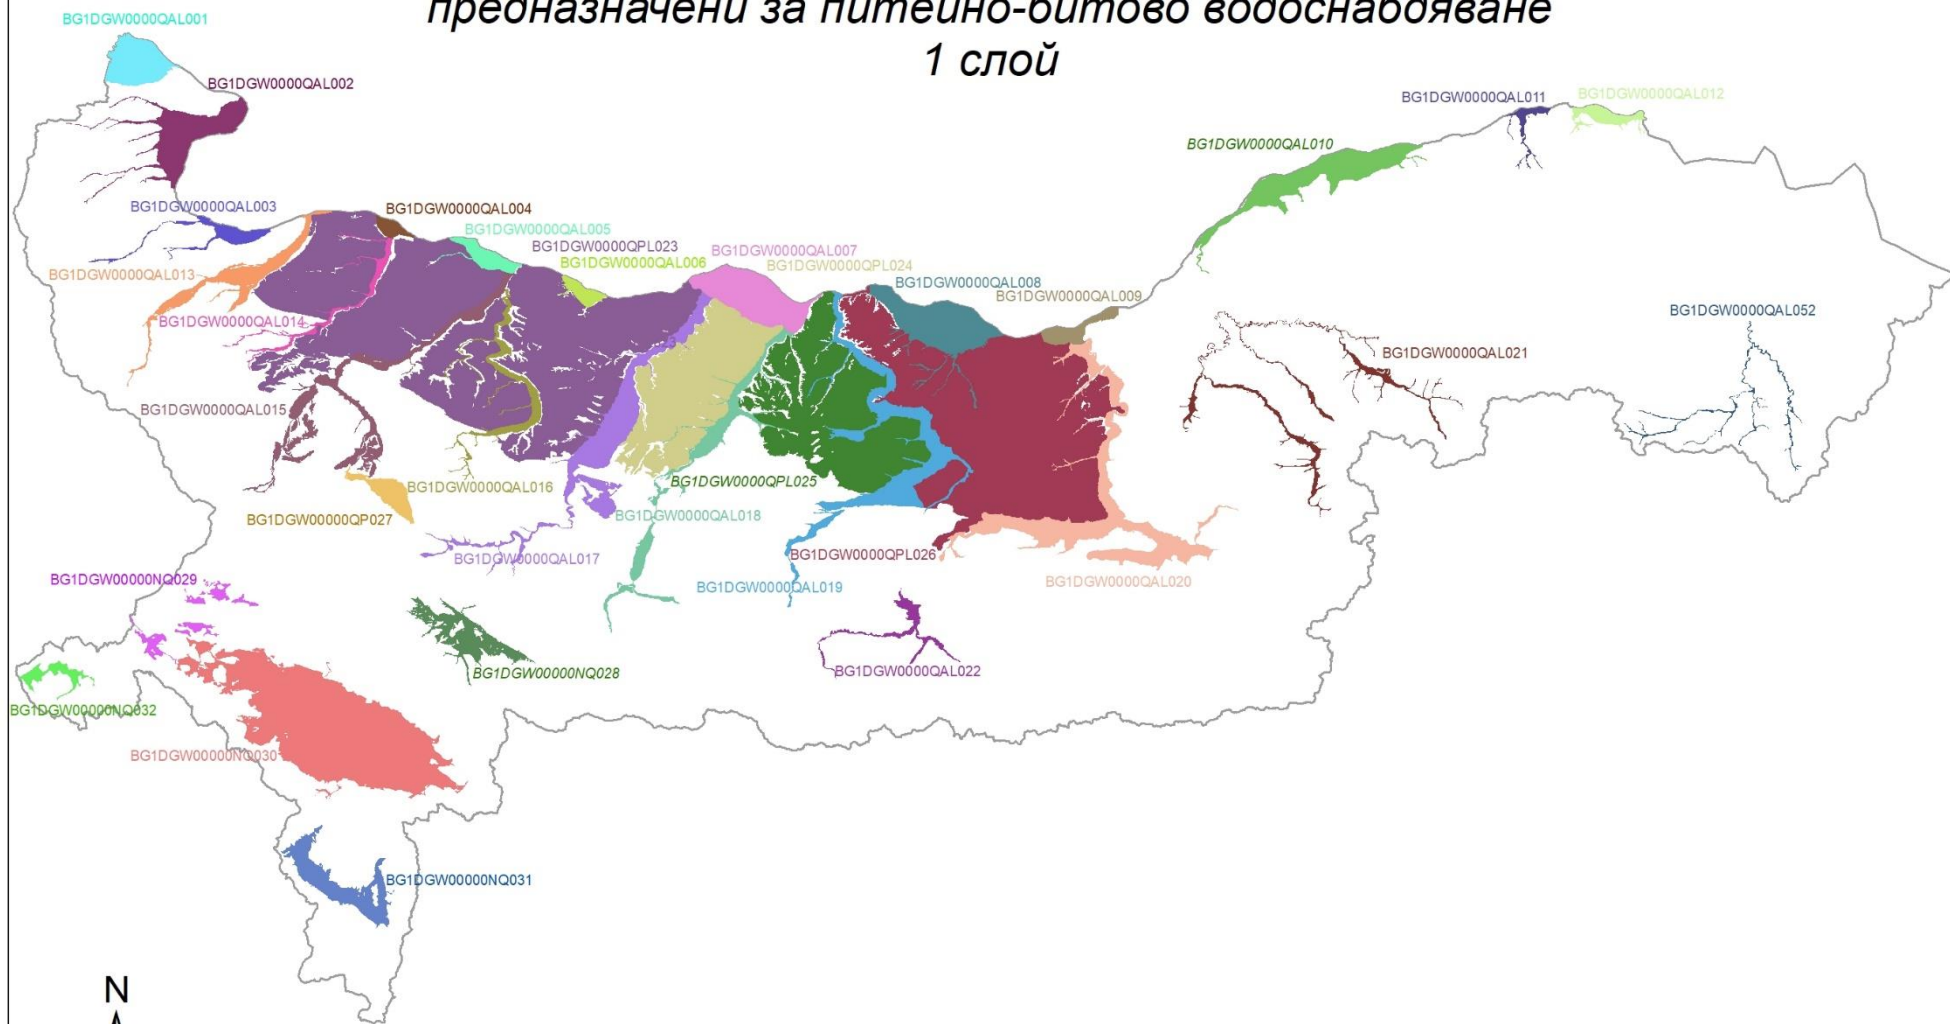 предназначени за питейно-битово водоснабдяване
1 слой
BG1DGW0000QAL001
BG1DGW0000QAL002
BG1DGW0000QAL011
BG1DGW0000QAL012
BG1DGW0000QAL010
BG1DGW0000QAL003
BG1DGW0000QAL004
BG1DGW0000QAL005
BG1DGW0000QPL023
BG1DGW0000QAL007
BG1DGW0000QAL006
BG1DGW0000QPL024
BG1DGW0000QAL013
BG1DGW0000QAL008
BG1DGW0000QAL009
BG1DGW0000QAL014
BG1DGW0000QAL052
BG1DGW0000QAL021
BG1DGW0000QAL015
BG1DGW0000QAL016
BG1DGW0000QPL025
BG1DGW00000QP027
BG1DGW0000QAL018
BG1DGW0000QAL017
BG1DGW0000QPL026
BG1DGW00000NQ029
BG1DGW0000QAL019
BG1DGW0000QAL020
BG1DGW00000NQ028
BG1DGW0000QAL022
BG1DGW00000NQ032
BG1DGW00000NQ030
BG1DGW00000NQ031
N